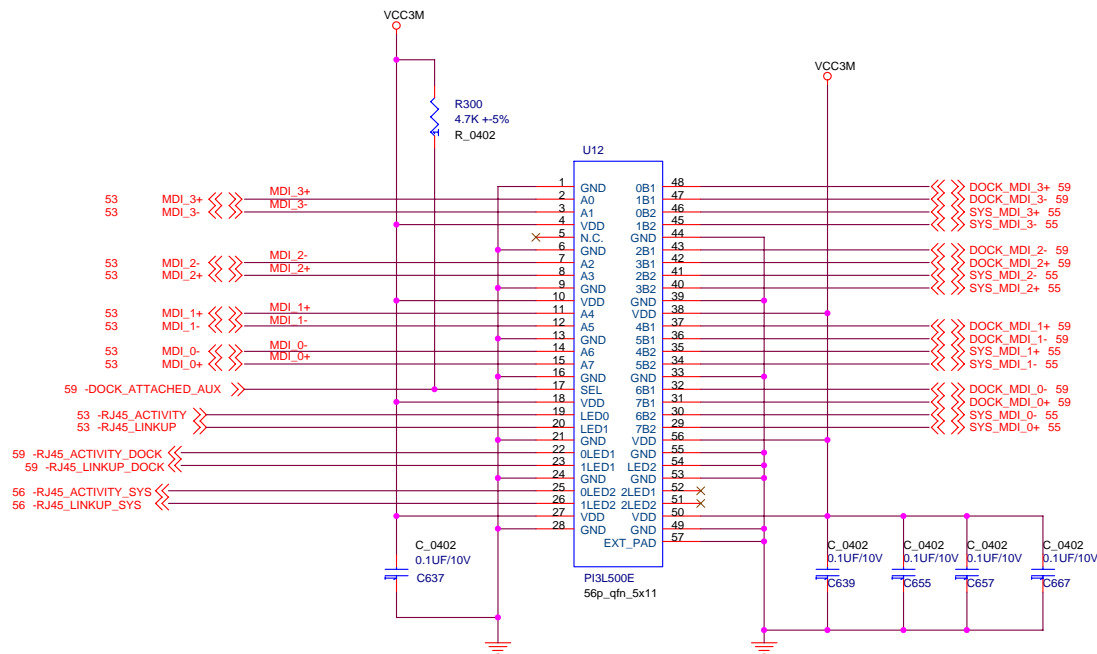 VCC3M
VCC3M
R300
4.7K +-5%
R_0402
1
U12
53 MDI_3+ MDI_3+ 1 GND 0B1 48 DOCK_MDI_3+ 59
53 MDI_3- MDI_3- 2 A0 1B1 47 DOCK_MDI_3- 59
3 A1 0B2 46 SYS_MDI_3+ 55
4 VDD 1B2 45 SYS_MDI_3- 55
5 N.C. GND 44
6 GND 2B1 43 DOCK_MDI_2- 59
53 MDI_2- MDI_2- 7 A2 3B1 42 DOCK_MDI_2+ 59
53 MDI_2+ MDI_2+ 8 A3 2B2 41 SYS_MDI_2- 55
9 GND 3B2 40 SYS_MDI_2+ 55
10 VDD GND 39
53 MDI_1+ MDI_1+ 11 A4 VDD 38
53 MDI_1- MDI_1- 12 A5 4B1 37 DOCK_MDI_1+ 59
13 GND 5B1 36 DOCK_MDI_1- 59
53 MDI_0- MDI_0- 14 A6 4B2 35 SYS_MDI_1+ 55
53 MDI_0+ MDI_0+ 15 A7 5B2 34 SYS_MDI_1- 55
16 GND GND 33
59 -DOCK_ATTACHED_AUX 17 SEL 6B1 32 DOCK_MDI_0- 59
18 VDD 7B1 31 DOCK_MDI_0+ 59
53 -RJ45_ACTIVITY 19 LED0 6B2 30 SYS_MDI_0- 55
53 -RJ45_LINKUP 20 LED1 7B2 29 SYS_MDI_0+ 55
21 GND VDD 56
59 -RJ45_ACTIVITY_DOCK 22 0LED1 GND 55
59 -RJ45_LINKUP_DOCK 23 1LED1 LED2 54
24 GND GND 53
56 -RJ45_ACTIVITY_SYS 25 0LED2 2LED1 52
56 -RJ45_LINKUP_SYS 26 1LED2 2LED2 51
27 VDD VDD 50
28 GND GND 49
EXT_PAD 57
PI3L500E
56p_qfn_5x11
C_0402
0.1UF/10V
C637
C_0402
0.1UF/10V
C639
C_0402
0.1UF/10V
C655
C_0402
0.1UF/10V
C657
C_0402
0.1UF/10V
C667